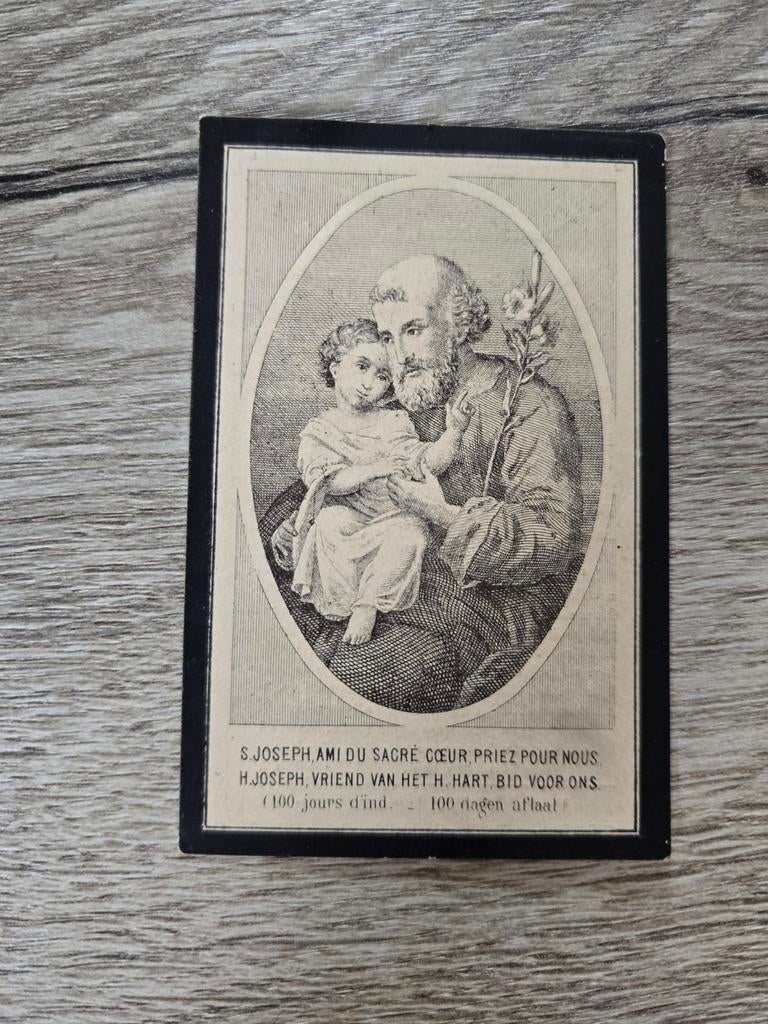 S. JOSEPH, AMI DU SACRÉ CŒUR, PRIEZ POUR NOUS.
H. JOSEPH, VRIEND VAN HET H. HART, BID VOOR ONS.
(100 jours d'ind. _ 100 dagen aflaat)